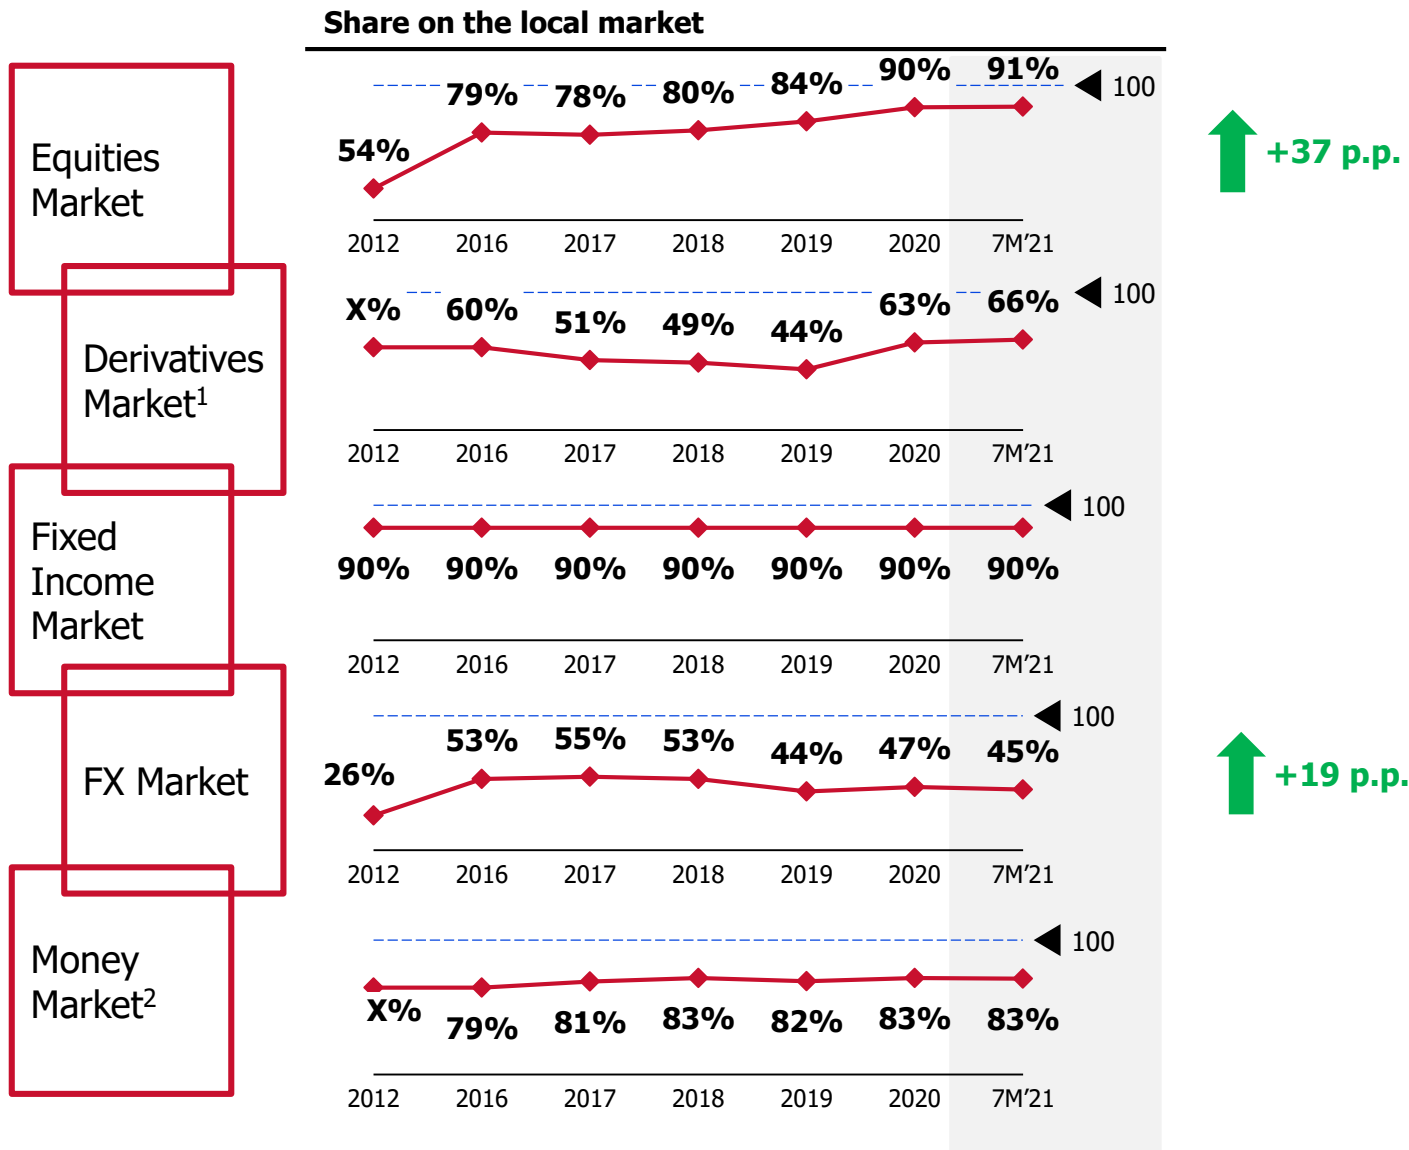 Share on the local market
Equities
Market
54% 79% 78% 80% 84% 90% 91% 100
+37 p.p.
2012 2016 2017 2018 2019 2020 7M'21
Derivatives
Market1
X% 60% 51% 49% 44% 63% 66% 100
2012 2016 2017 2018 2019 2020 7M'21
Fixed
Income
Market
100
90% 90% 90% 90% 90% 90% 90%
2012 2016 2017 2018 2019 2020 7M'21
FX Market
100
26% 53% 55% 53% 44% 47% 45%
+19 p.p.
2012 2016 2017 2018 2019 2020 7M'21
Money
Market2
100
X% 79% 81% 83% 82% 83% 83%
2012 2016 2017 2018 2019 2020 7M'21